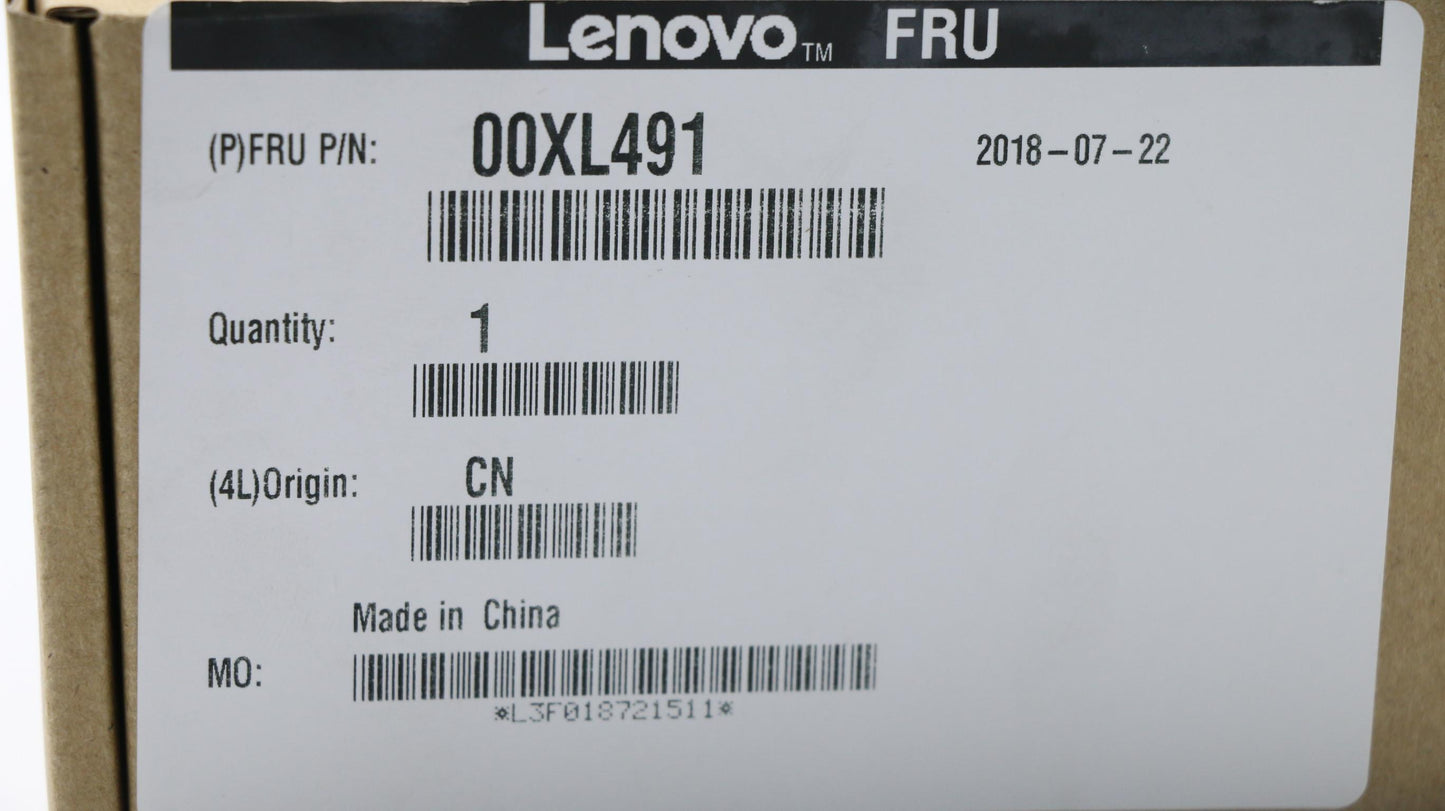 Lenovo™ FRU
(P)FRU P/N: 00XL491 2018-07-22
Quantity: 1
(4L)Origin: CN
Made in China
MO:
*L3F018721511*